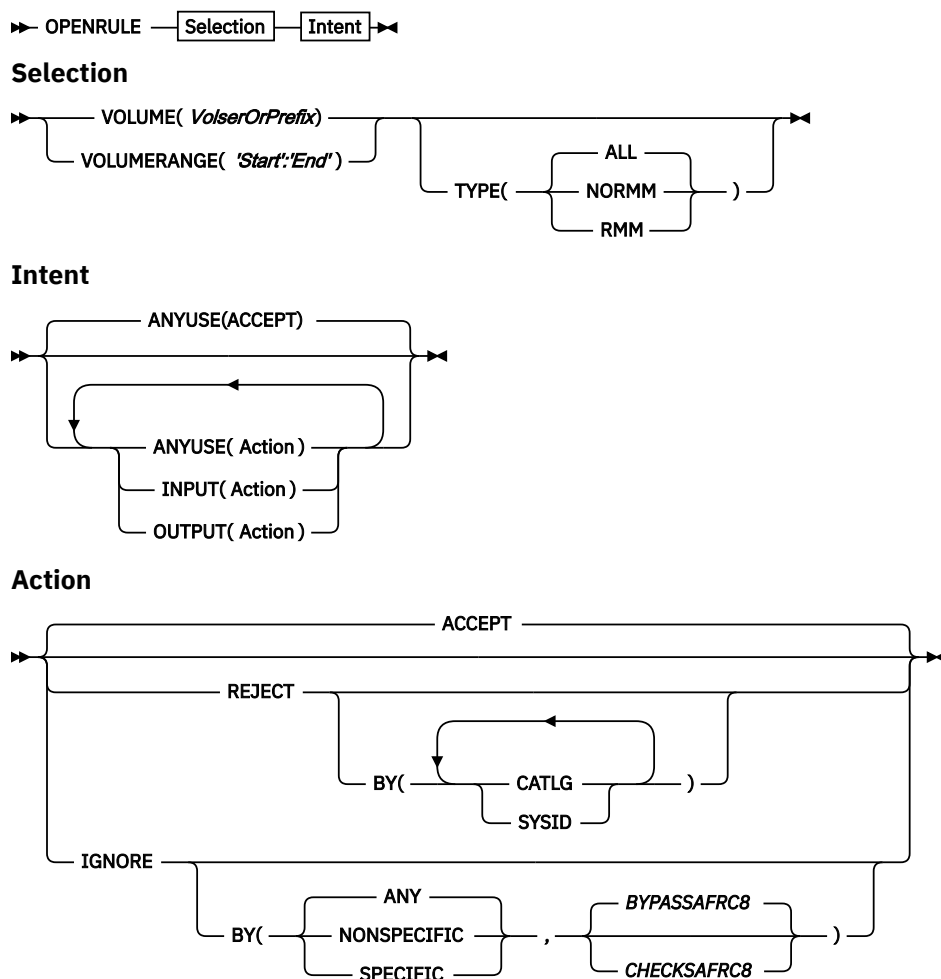 OPENRULE Selection Intent
Selection
VOLUME( VolserOrPrefix)
VOLUMERANGE( 'Start':'End' )
ALL
TYPE( NORMM )
RMM
Intent
ANYUSE(ACCEPT)
ANYUSE( Action )
INPUT( Action )
OUTPUT( Action )
Action
ACCEPT
REJECT
BY( CATLG )
SYSID
IGNORE
ANY BYPASSAFRC8
BY( NONSPECIFIC , )
SPECIFIC CHECKSAFRC8